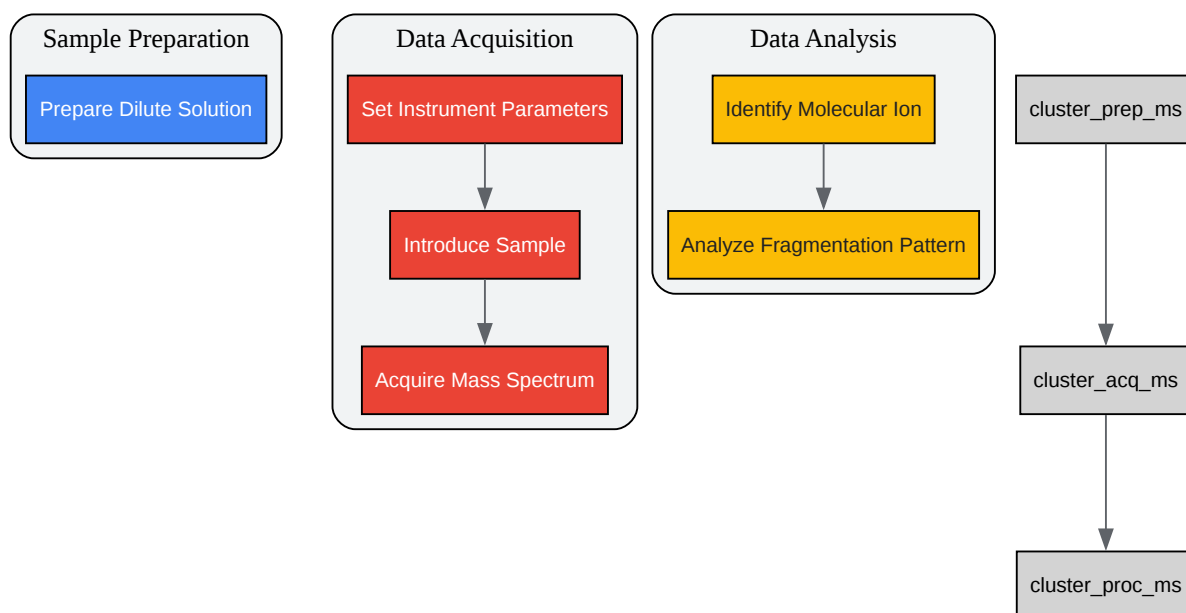 Sample Preparation
Prepare Dilute Solution
Data Acquisition
Set Instrument Parameters
Introduce Sample
Acquire Mass Spectrum
Data Analysis
Identify Molecular Ion
Analyze Fragmentation Pattern
cluster_prep_ms
cluster_acq_ms
cluster_proc_ms